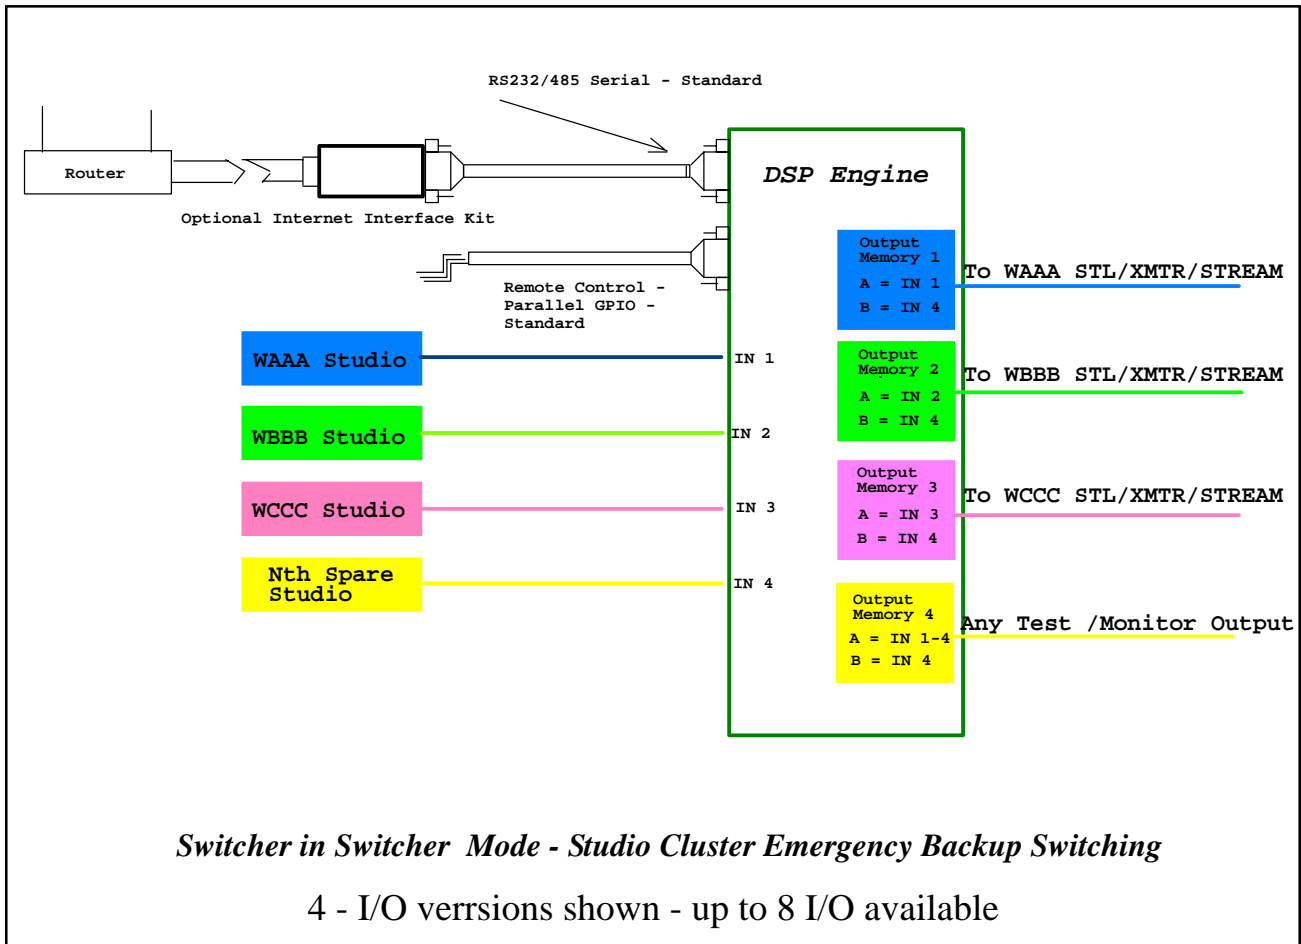 RS232/485 Serial - Standard
Router
DSP Engine
Optional Internet Interface Kit
Remote Control -
Parallel GPIO -
Standard
Output
Memory 1
A = IN 1
B = IN 4
To WAAA STL/XMTR/STREAM
WAAA Studio
IN 1
Output
Memory 2
A = IN 2
B = IN 4
To WBBB STL/XMTR/STREAM
WBBB Studio
IN 2
Output
Memory 3
A = IN 3
B = IN 4
To WCCC STL/XMTR/STREAM
WCCC Studio
IN 3
Nth Spare
Studio
IN 4
Output
Memory 4
A = IN 1-4
B = IN 4
Any Test /Monitor Output
Switcher in Switcher Mode - Studio Cluster Emergency Backup Switching
4 - I/O verrsions shown - up to 8 I/O available